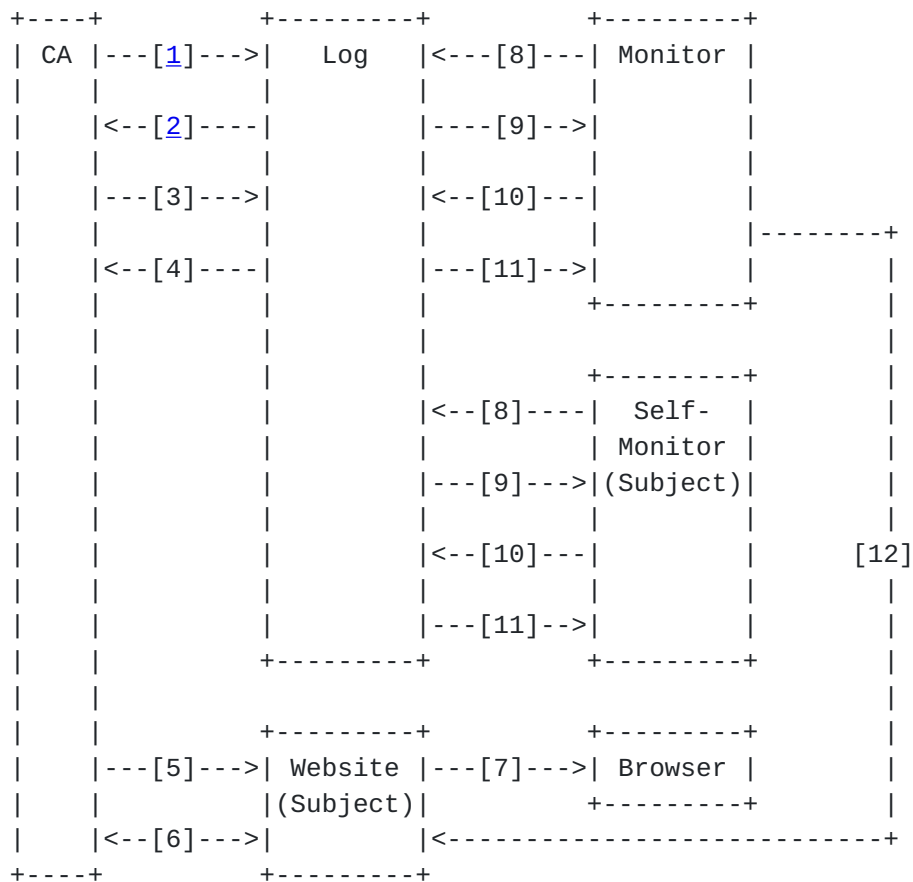 +----+          +---------+          +---------+
| CA |---[1]--->|   Log   |<---[8]---| Monitor |
|    |          |         |          |         |
|    |<--[2]----|         |----[9]-->|         |
|    |          |         |          |         |
|    |---[3]--->|         |<--[10]---|         |
|    |          |         |          |         |--------+
|    |<--[4]----|         |---[11]-->|         |        |
|    |          |         |          +---------+        |
|    |          |         |                             |
|    |          |         |          +---------+        |
|    |          |         |<--[8]----|  Self-  |        |
|    |          |         |          | Monitor |        |
|    |          |         |---[9]--->|(Subject)|        |
|    |          |         |          |         |        |
|    |          |         |<--[10]---|         |      [12]
|    |          |         |          |         |        |
|    |          |         |---[11]-->|         |        |
|    |          +---------+          +---------+        |
|    |                                                  |
|    |          +---------+          +---------+        |
|    |---[5]--->| Website |---[7]--->| Browser |        |
|    |          |(Subject)|          +---------+        |
|    |<--[6]--->|         |<----------------------------+
+----+          +---------+